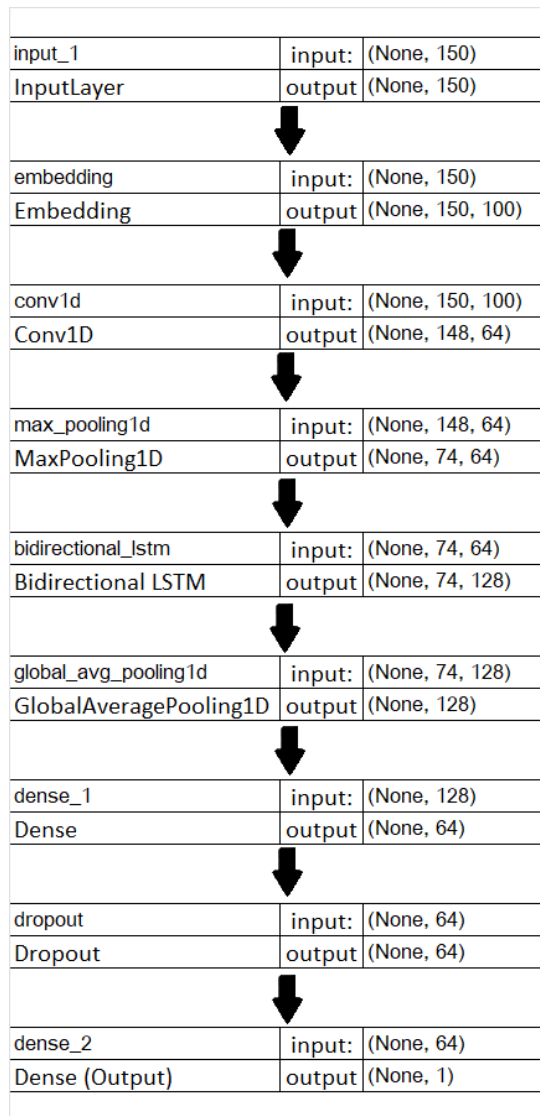 input_1 input: (None, 150)
InputLayer output (None, 150)
embedding input: (None, 150)
Embedding output (None, 150, 100)
conv1d input: (None, 150, 100)
Conv1D output (None, 148, 64)
max_pooling1d input: (None, 148, 64)
MaxPooling1D output (None, 74, 64)
bidirectional_lstm input: (None, 74, 64)
Bidirectional LSTM output (None, 74, 128)
global_avg_pooling1d input: (None, 74, 128)
GlobalAveragePooling1D output (None, 128)
dense_1 input: (None, 128)
Dense output (None, 64)
dropout input: (None, 64)
Dropout output (None, 64)
dense_2 input: (None, 64)
Dense (Output) output (None, 1)